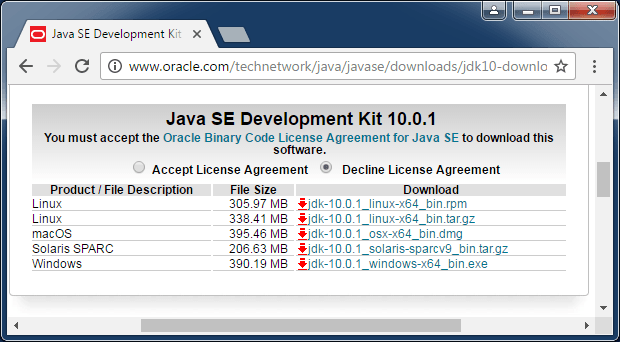 Java SE Development Kit
www.oracle.com/technetwork/java/javase/downloads/jdk10-downlo
Java SE Development Kit 10.0.1
You must accept the Oracle Binary Code License Agreement for Java SE to download this
software.
Accept License Agreement Decline License Agreement
Product / File Description File Size Download
Linux 305.97 MB jdk-10.0.1_linux-x64_bin.rpm
Linux 338.41 MB jdk-10.0.1_linux-x64_bin.tar.gz
macOS 395.46 MB jdk-10.0.1_osx-x64_bin.dmg
Solaris SPARC 206.63 MB jdk-10.0.1_solaris-sparcv9_bin.tar.gz
Windows 390.19 MB jdk-10.0.1_windows-x64_bin.exe